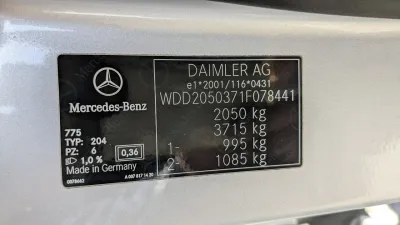 Mercedes-Benz
775
TYP: 204
PZ: 6
0,36
1,0 %
Made in Germany
DAIMLER AG
e1*2001/116*0431
WDD2050371F078441
2050 kg
3715 kg
1- 995 kg
2- 1085 kg